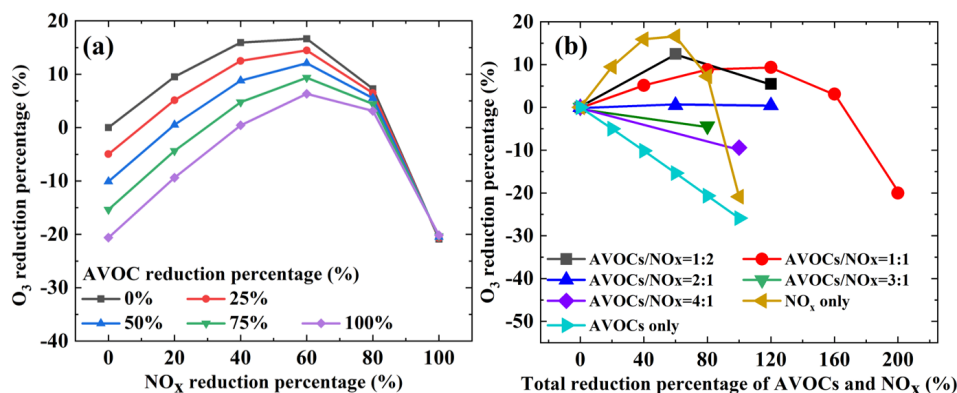 (a)
O₃ reduction percentage (%)
20
10
0
-10
-20
-30
-40
AVOC reduction percentage (%)
0% 25%
50% 75% 100%
0 20 40 60 80 100
NOX reduction percentage (%)
(b)
O₃ reduction percentage (%)
20
10
0
-10
-20
-30
-40
-50
AVOCs/NOx=1:2 AVOCs/NOx=1:1
AVOCs/NOx=2:1 AVOCs/NOx=3:1
AVOCs/NOx=4:1 NOₓ only
AVOCs only
0 40 80 120 160 200
Total reduction percentage of AVOCs and NOX (%)